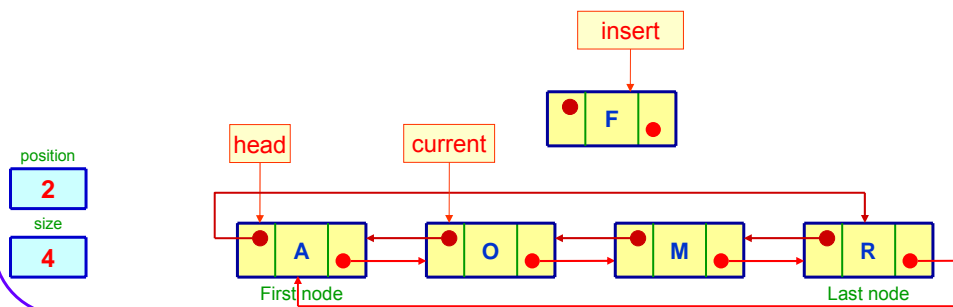 insert
F
head
current
position
2
size
4
A
O
M
R
First node
Last node